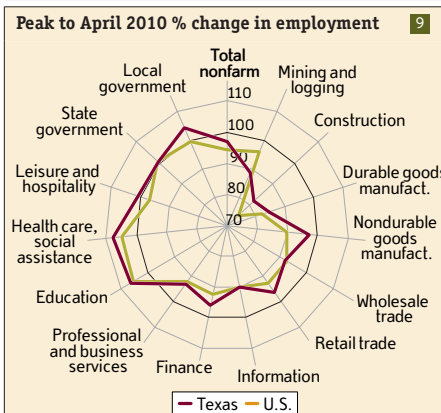 Peak to April 2010 % change in employment
9
Total
nonfarm
Mining and
logging
Construction
Durable goods
manufact.
Nondurable
goods
manufact.
Wholesale
trade
Retail trade
Information
Finance
Professional
and business
services
Education
Health care,
social
assistance
Leisure and
hospitality
State
government
Local
government
110
100
90
80
70
Texas
U.S.